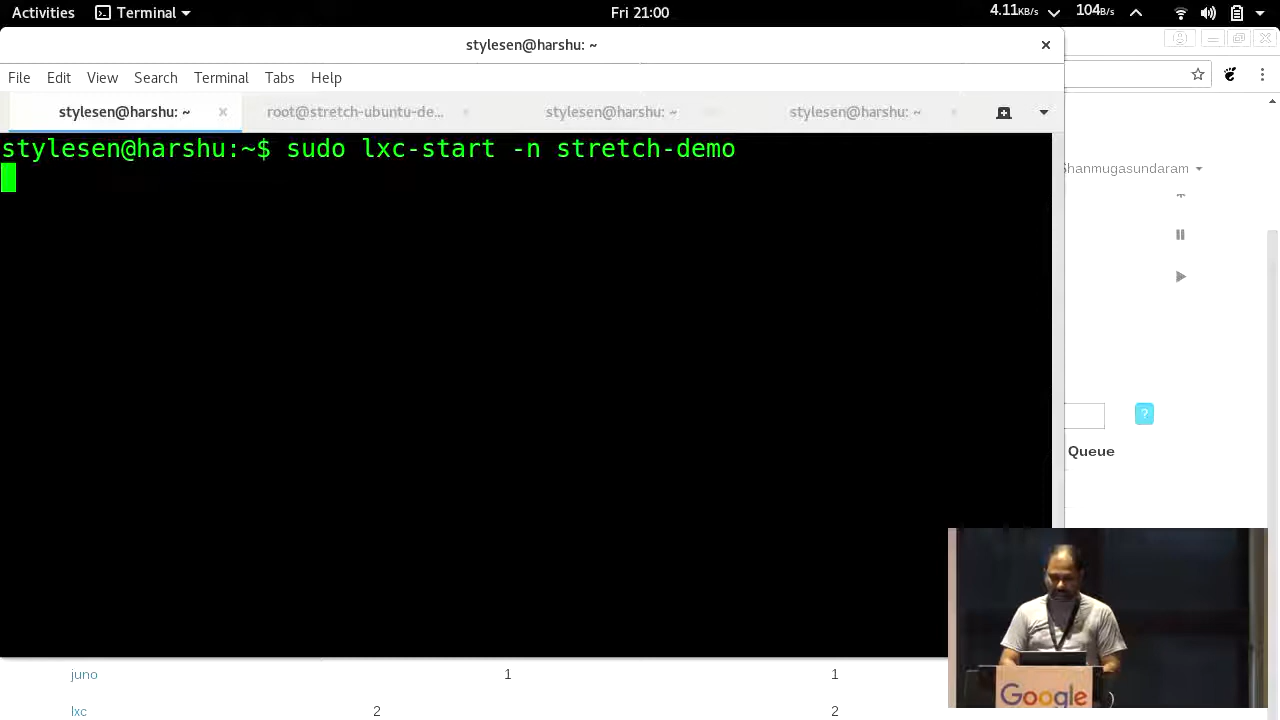 Activities Terminal Fri 21:00 4.11KB/s 104B/s
stylesen@harshu: ~
File Edit View Search Terminal Tabs Help
stylesen@harshu: ~ root@stretch-ubuntu-de... stylesen@harshu: ~ stylesen@harshu: ~
stylesen@harshu:~$ sudo lxc-start -n stretch-demo
Shanmugasundaram
?
Queue
juno 1 1
lxc 2 2
Google